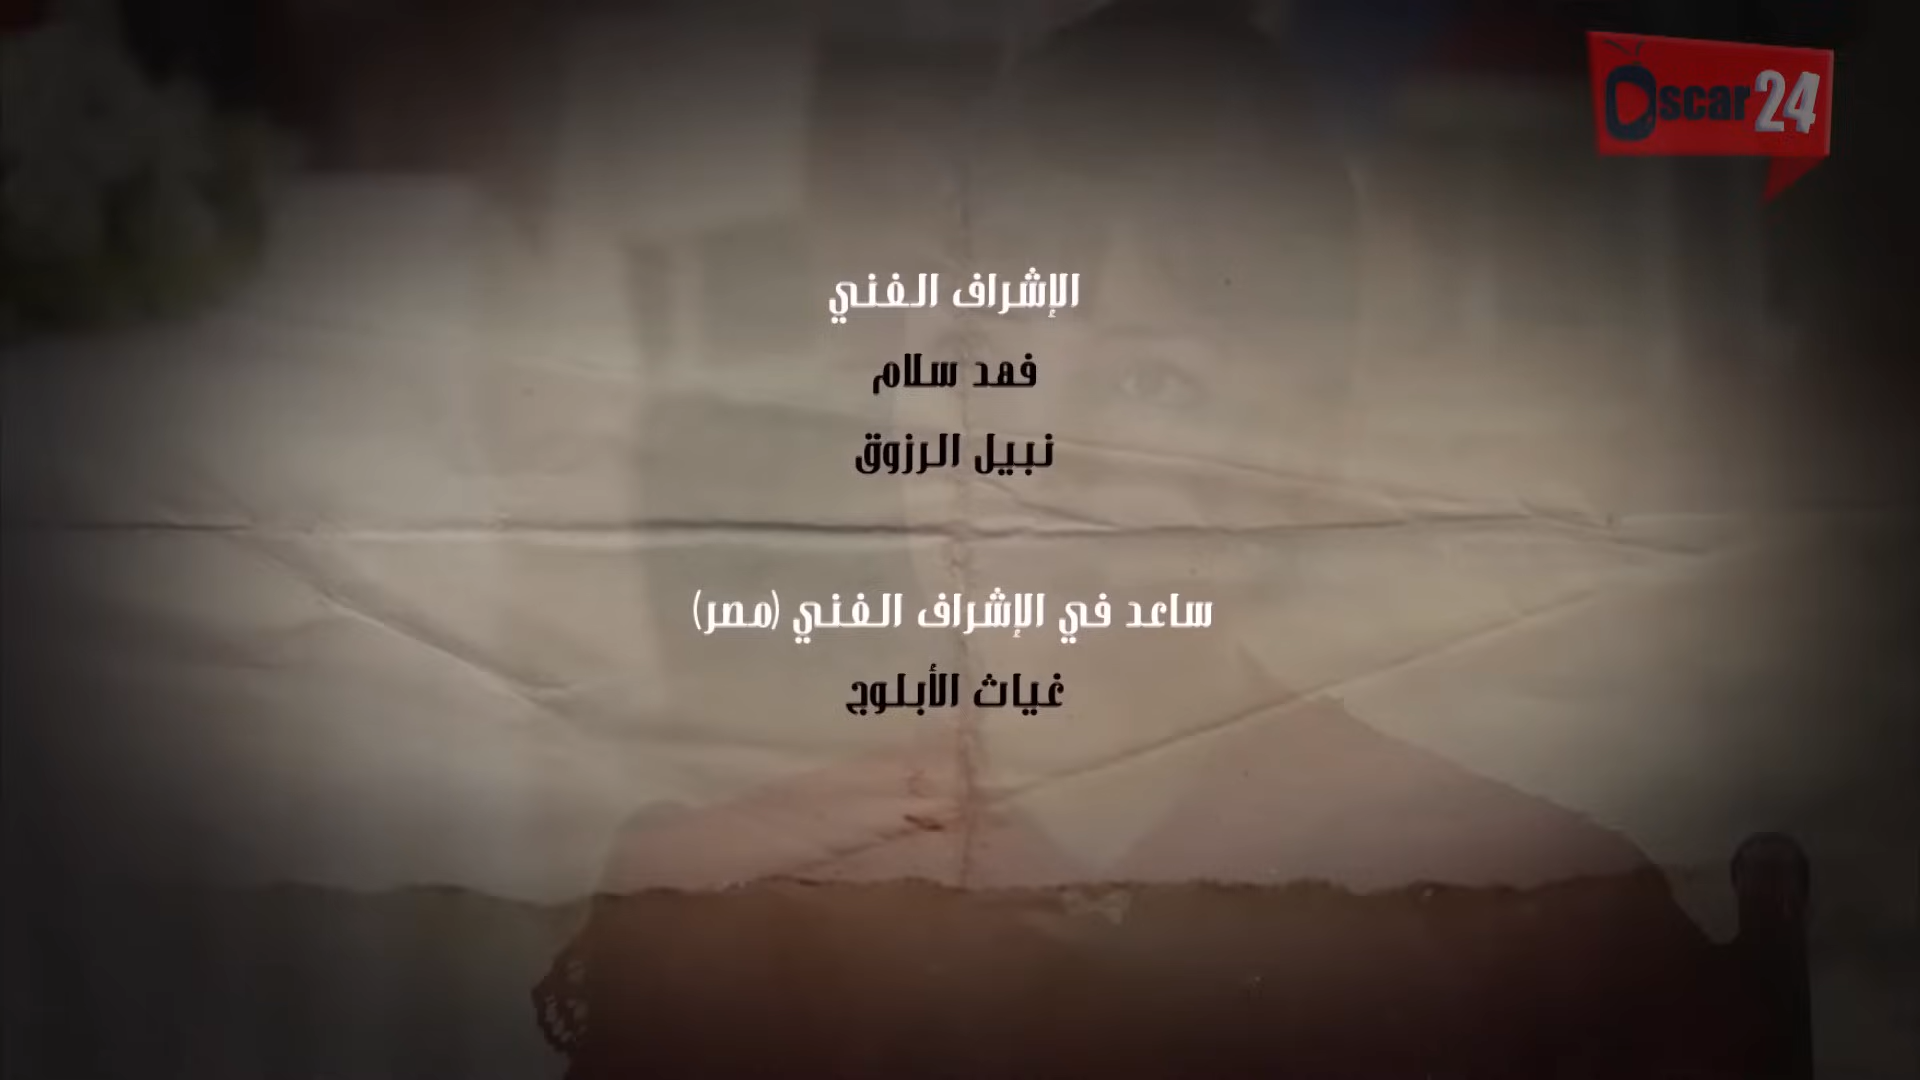 Oscar24
الإشراف الفني
فهد سلام
نبيل الرزوق
ساعد في الإشراف الفني (مصر)
غياث الأبلوج